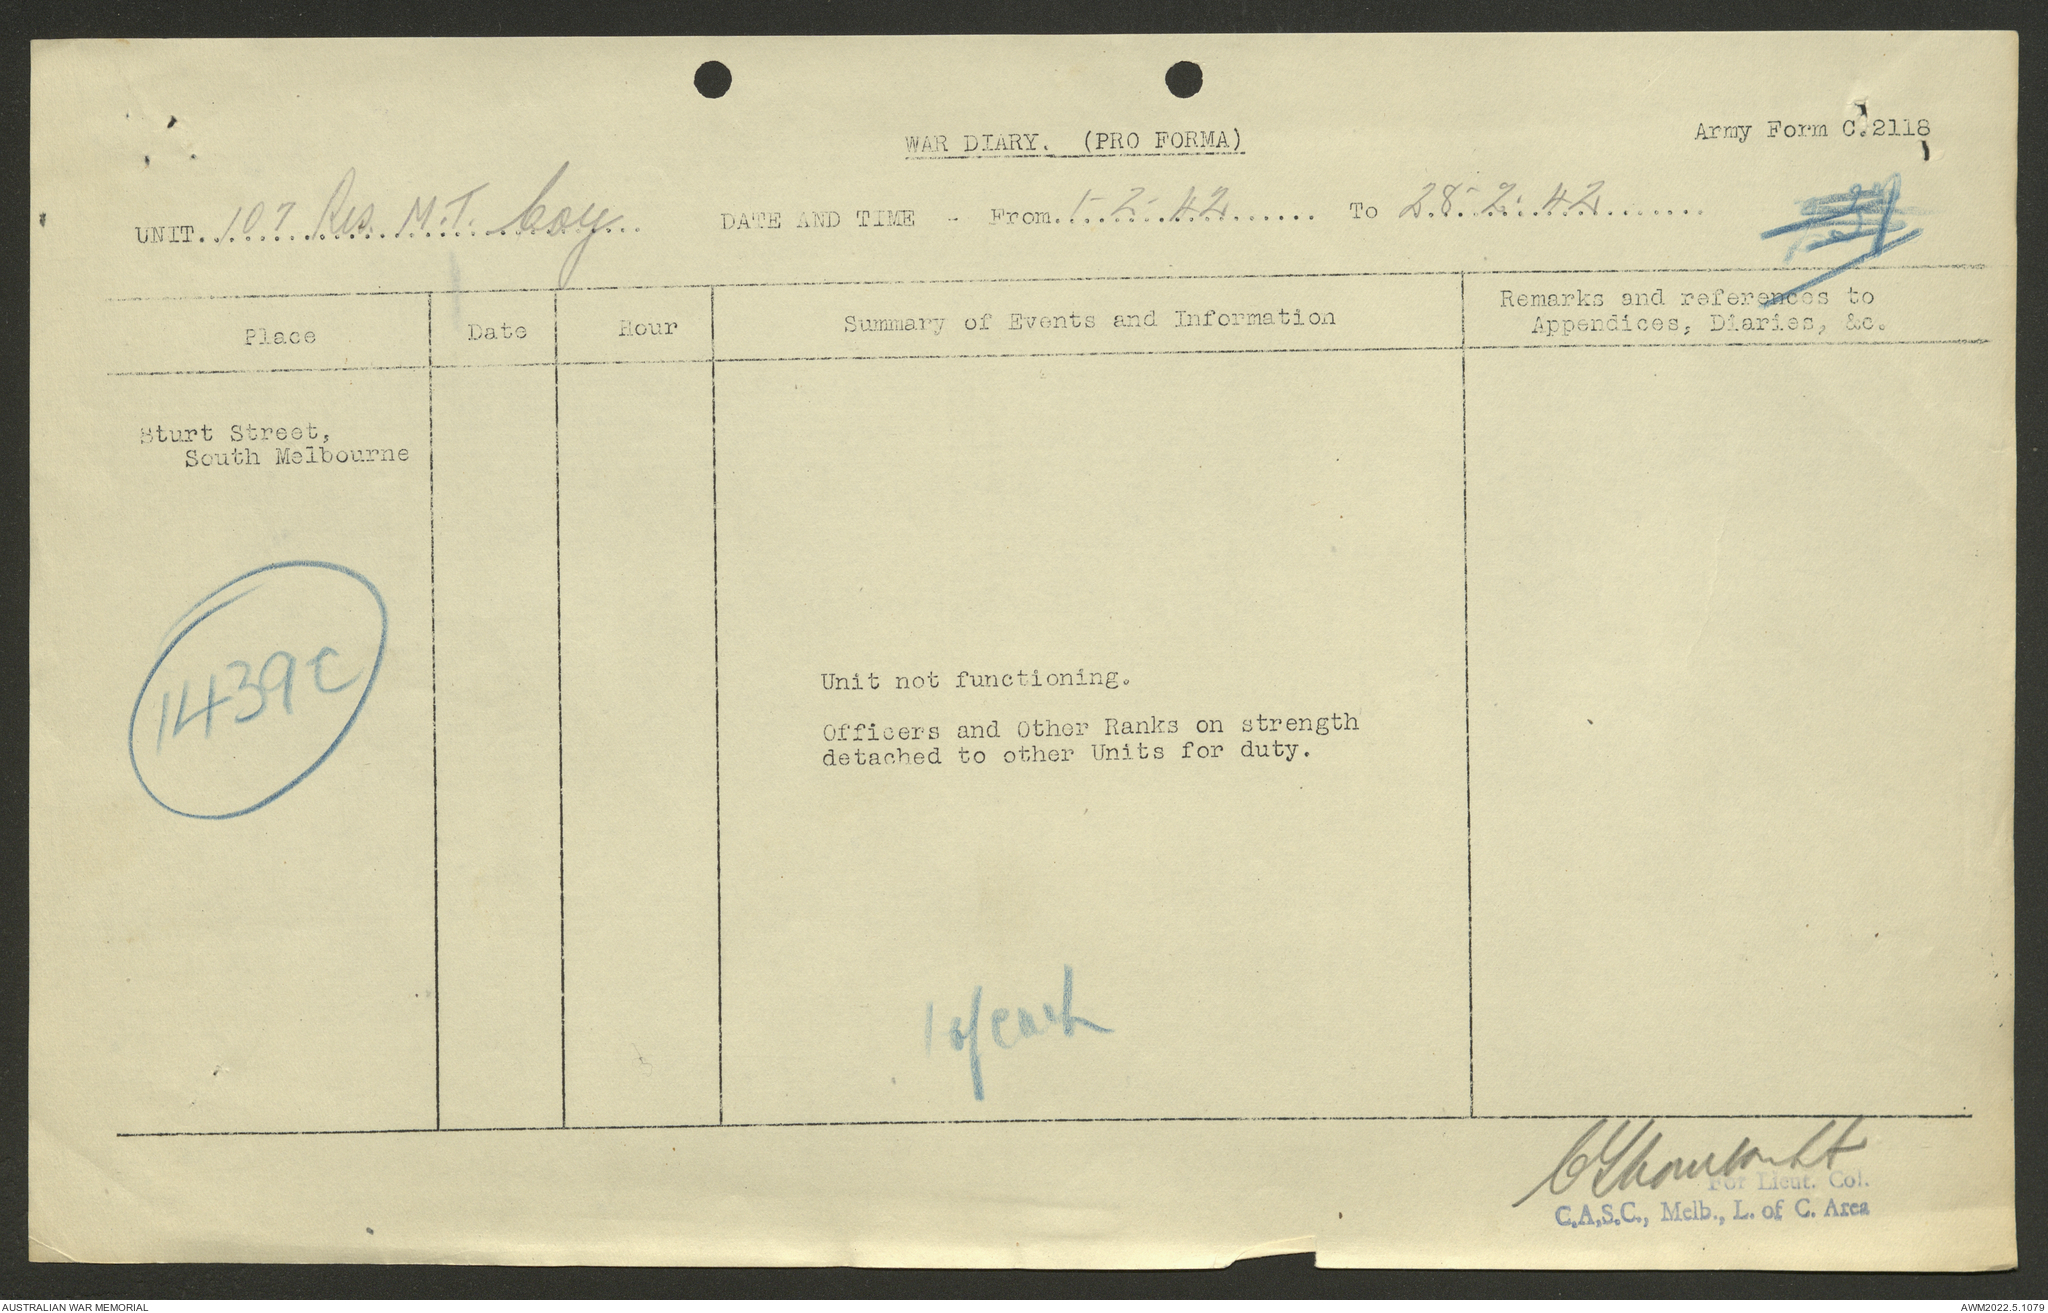 Army Form C.2118
WAR DIARY. (PRO FORMA)
UNIT. 107 Res. M.T. Coy DATE AND TIME - From 1-2-42 To 28-2-42
Place Date Hour Summary of Events and Information Remarks and references to
Appendices, Diaries, &c.
Sturt Street,
South Melbourne
1439C
Unit not functioning.
Officers and Other Ranks on strength
detached to other Units for duty.
1 of each
For Lieut. Col.
C.A.S.C., Melb., L. of C. Area
AUSTRALIAN WAR MEMORIAL
AWM2022.5.1079